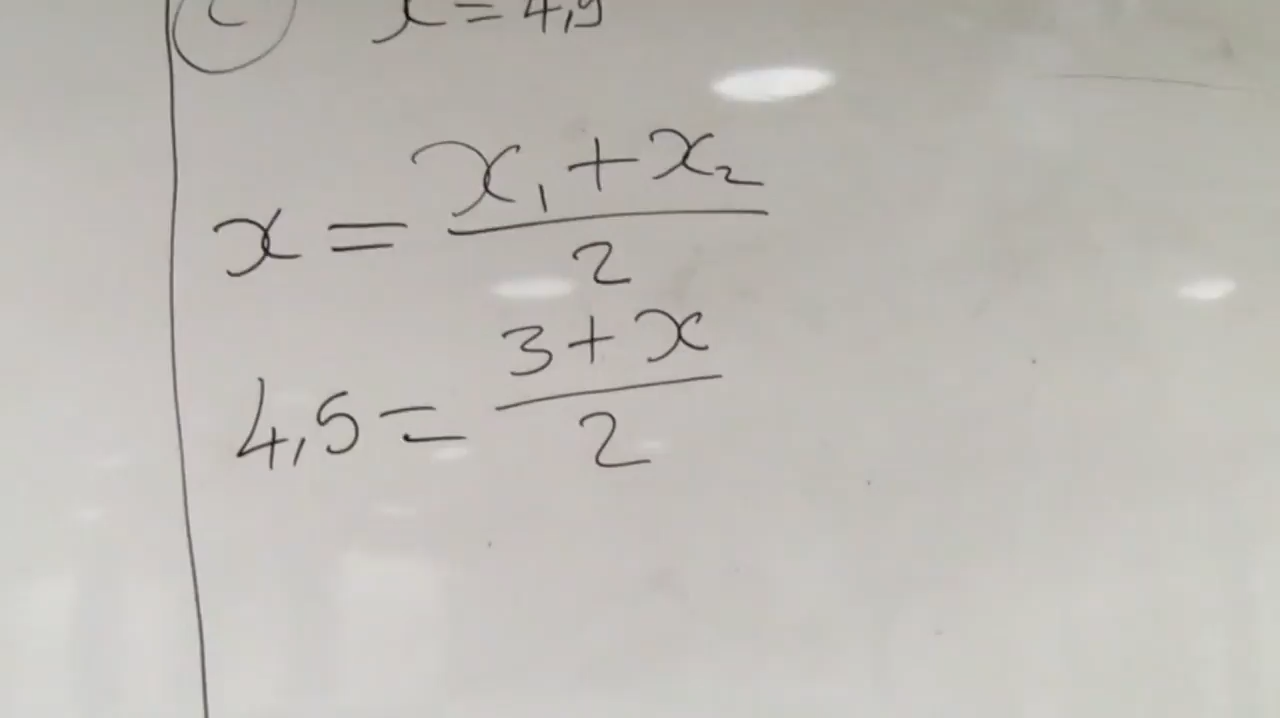 c x = 4,5
x = (x₁ + x₂) / 2
4,5 = (3 + x) / 2